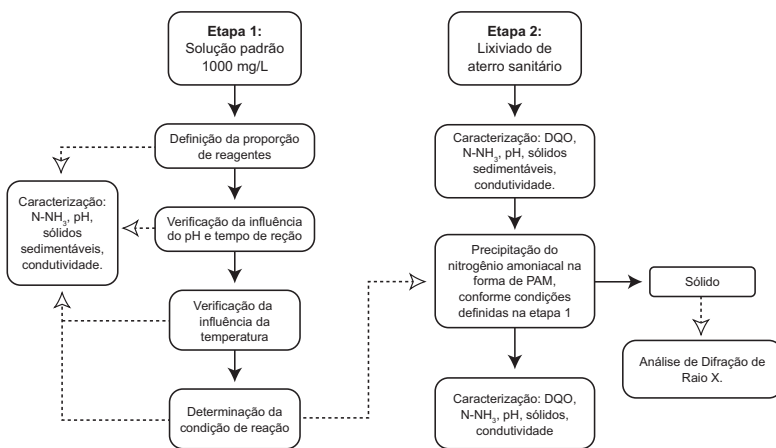 Etapa 1:
Solução padrão
1000 mg/L
Definição da proporção
de reagentes
Caracterização:
N-NH₃, pH,
sólidos
sedimentáveis,
condutividade.
Verificação da influência
do pH e tempo de reção
Verificação da
influência da
temperatura
Determinação da
condição de reação
Etapa 2:
Lixiviado de
aterro sanitário
Caracterização: DQO,
N-NH₃, pH, sólidos
sedimentáveis,
condutividade.
Precipitação do
nitrogênio amoniacal na
forma de PAM,
conforme condições
definidas na etapa 1
Sólido
Análise de Difração de
Raio X.
Caracterização: DQO,
N-NH₃, pH, sólidos,
condutividade